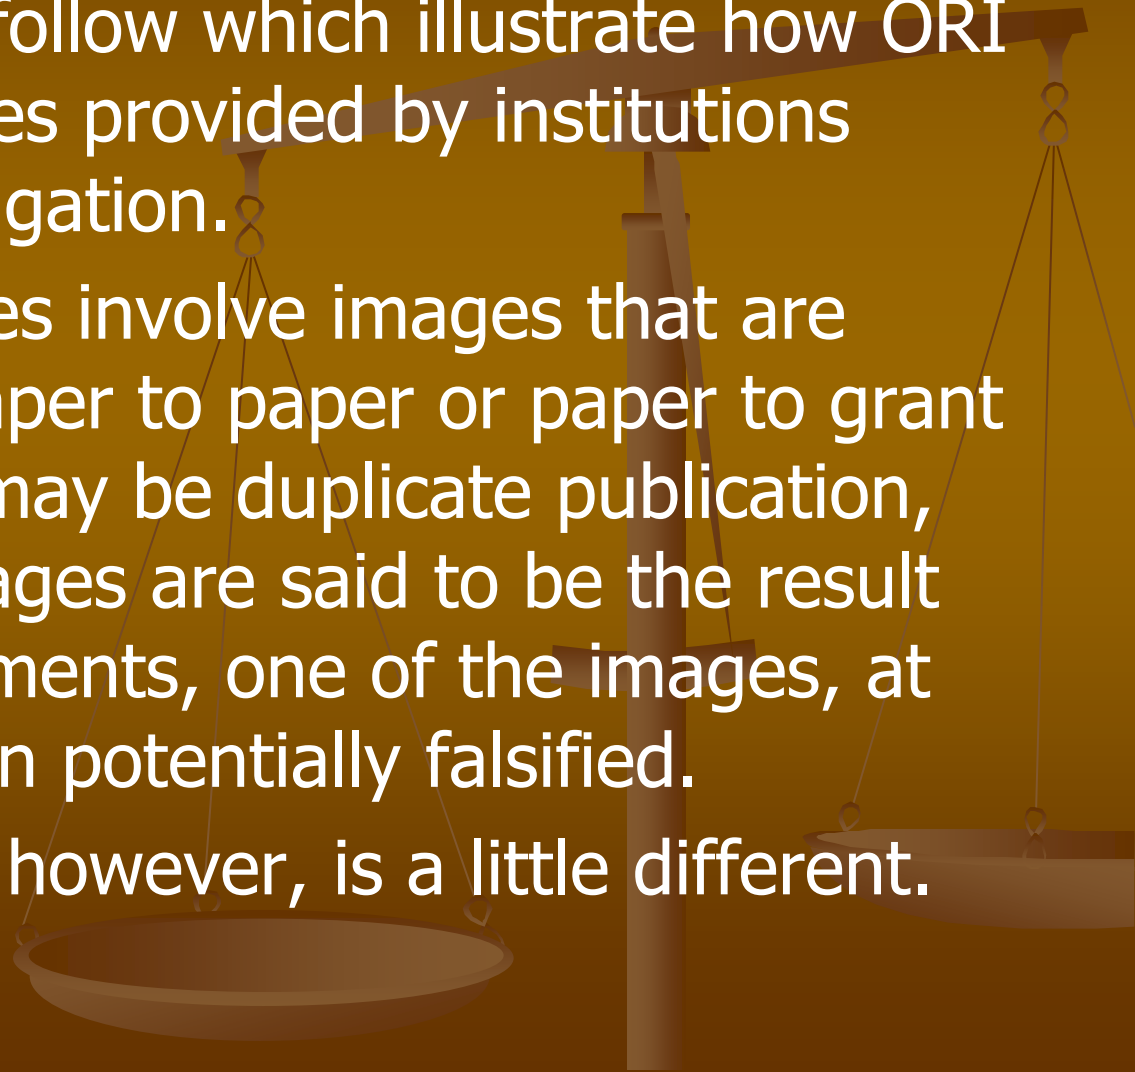 follow which illustrate how ORI
es provided by institutions
gation.
es involve images that are
aper to paper or paper to grant
may be duplicate publication,
ages are said to be the result
ments, one of the images, at
n potentially falsified.
however, is a little different.